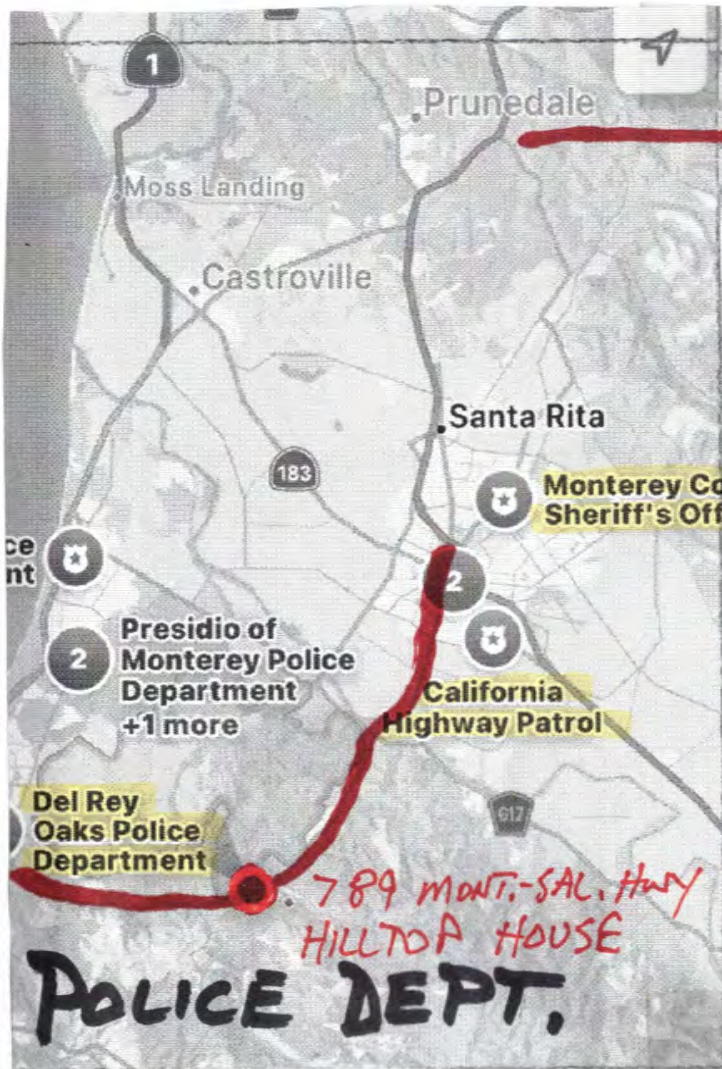 1
Prunedale
Moss Landing
Castroville
Santa Rita
183
Monterey Co
Sheriff's Off
ce
nt
2
2
Presidio of
Monterey Police
Department
+1 more
California
Highway Patrol
Del Rey
Oaks Police
Department
G17
789 MONT.-SAL. HWY
HILLTOP HOUSE
POLICE DEPT.